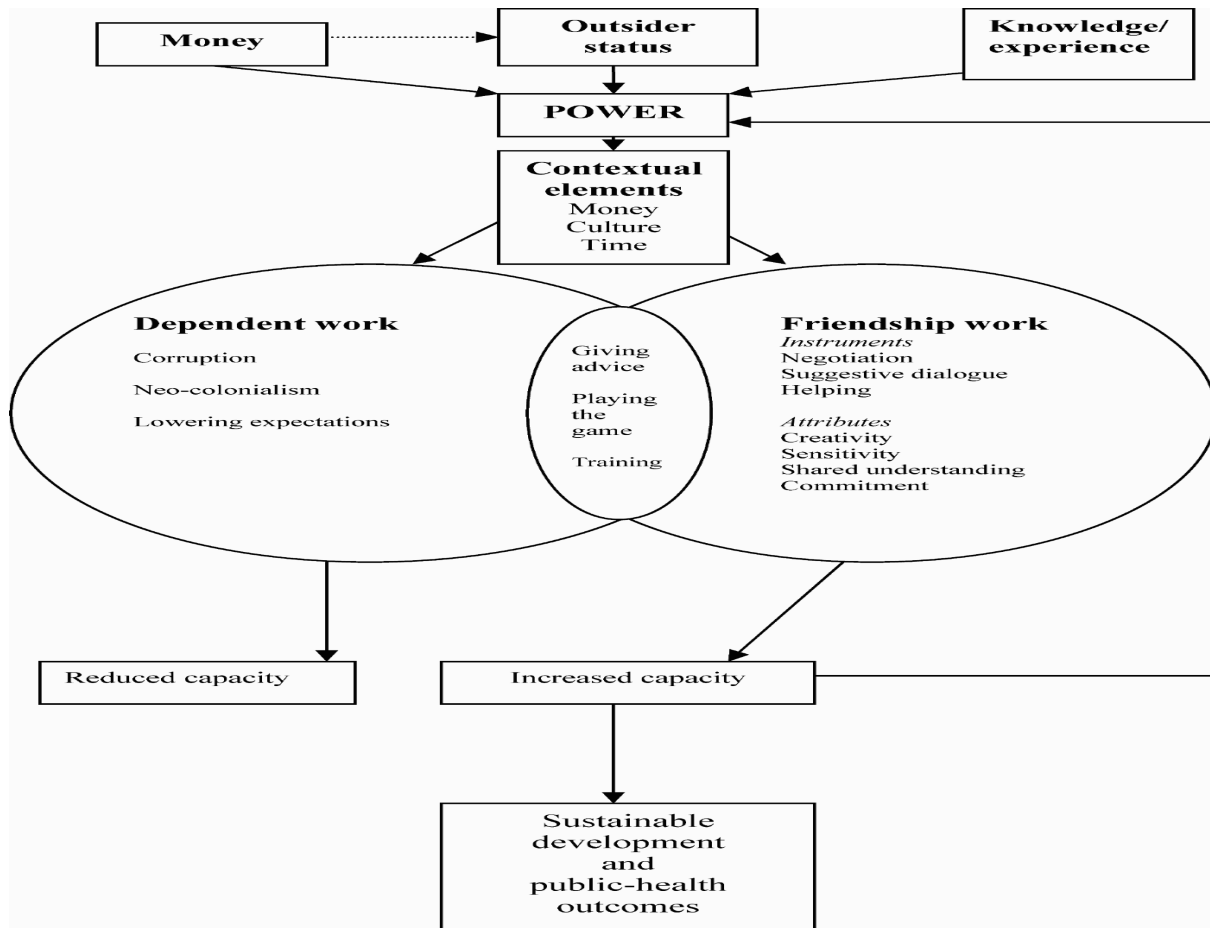 Money
Outsider
status
Knowledge/
experience
POWER
Contextual
elements
Money
Culture
Time
Dependent work
Corruption
Neo-colonialism
Lowering expectations
Giving
advice
Playing
the
game
Training
Friendship work
Instruments
Negotiation
Suggestive dialogue
Helping
Attributes
Creativity
Sensitivity
Shared understanding
Commitment
Reduced capacity
Increased capacity
Sustainable
development
and
public-health
outcomes